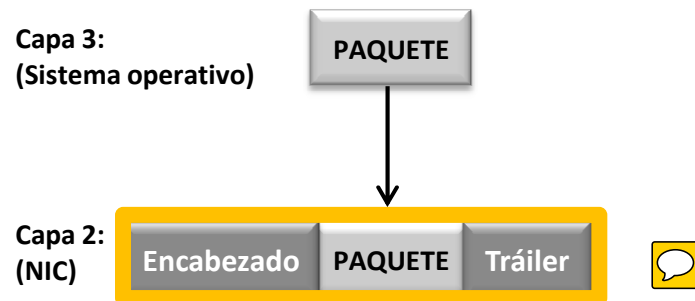 Capa 3:
(Sistema operativo)
PAQUETE
Capa 2:
(NIC)
Encabezado PAQUETE Tráiler